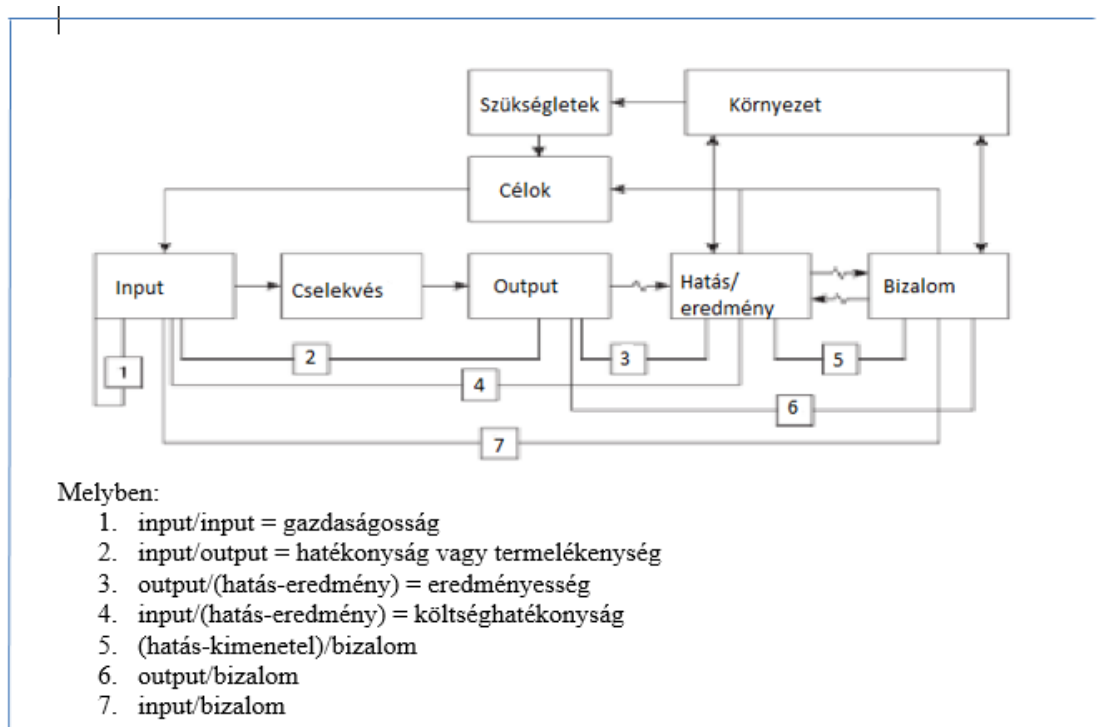 Szükségletek
Környezet
Célok
Input
Cselekvés
Output
Hatás/
eredmény
Bizalom
1
2
3
4
5
6
7
Melyben:
1. input/input = gazdaságosság
2. input/output = hatékonyság vagy termelékenység
3. output/(hatás-eredmény) = eredményesség
4. input/(hatás-eredmény) = költséghatékonyság
5. (hatás-kimenetel)/bizalom
6. output/bizalom
7. input/bizalom